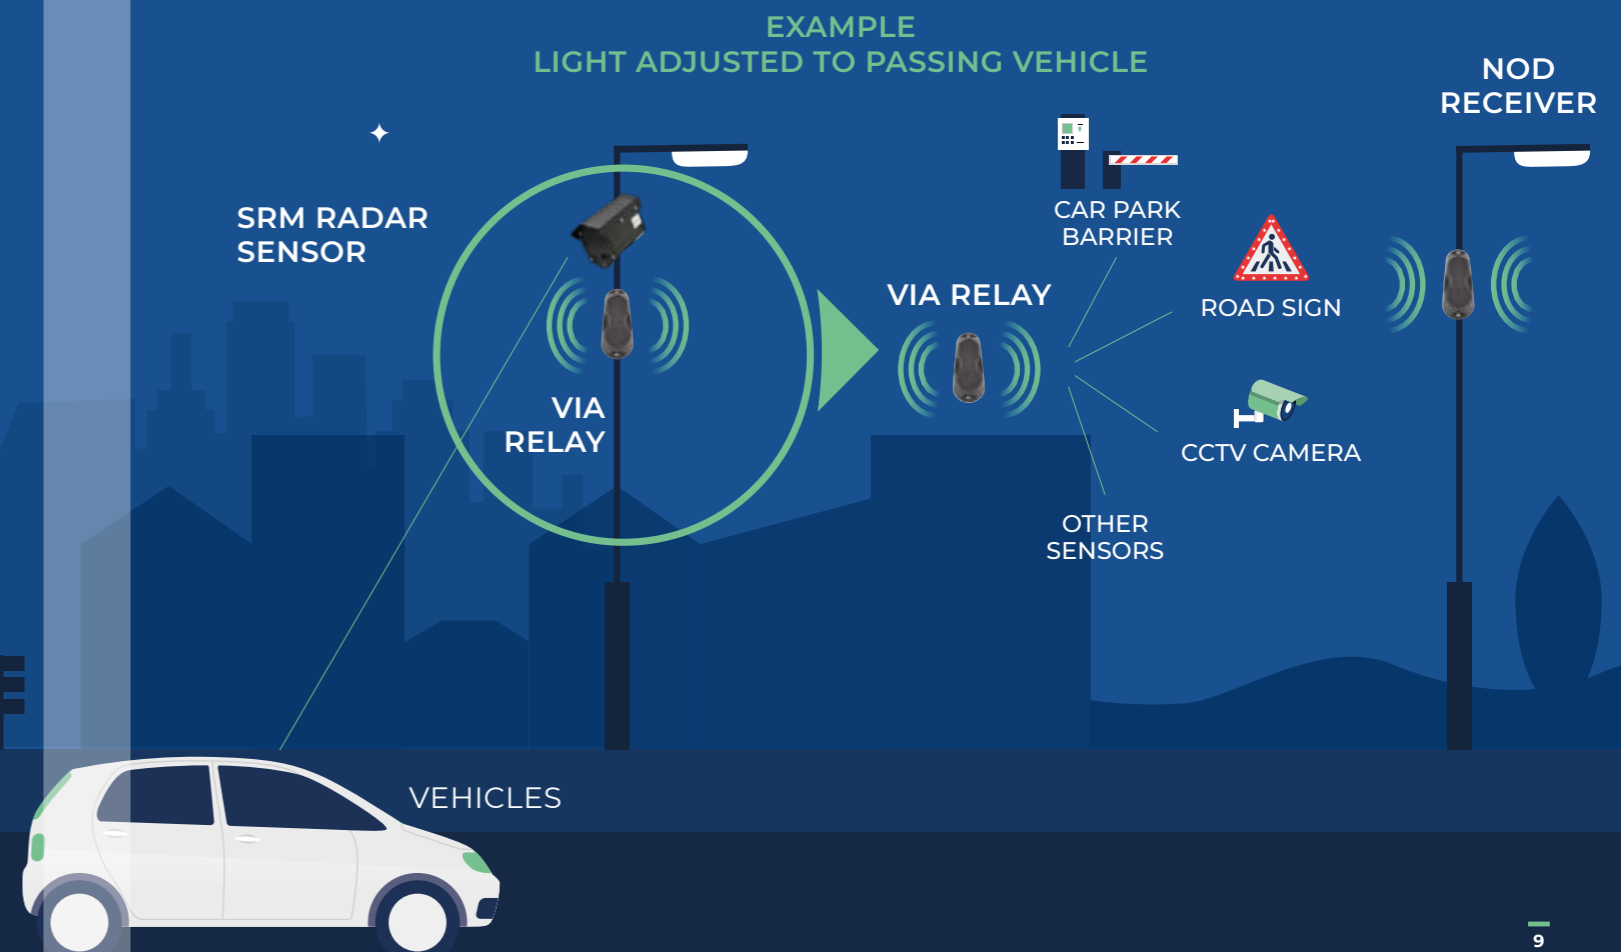 EXAMPLE
LIGHT ADJUSTED TO PASSING VEHICLE
NOD
RECEIVER
SRM RADAR
SENSOR
CAR PARK
BARRIER
VIA RELAY
ROAD SIGN
VIA
RELAY
CCTV CAMERA
OTHER
SENSORS
VEHICLES
9